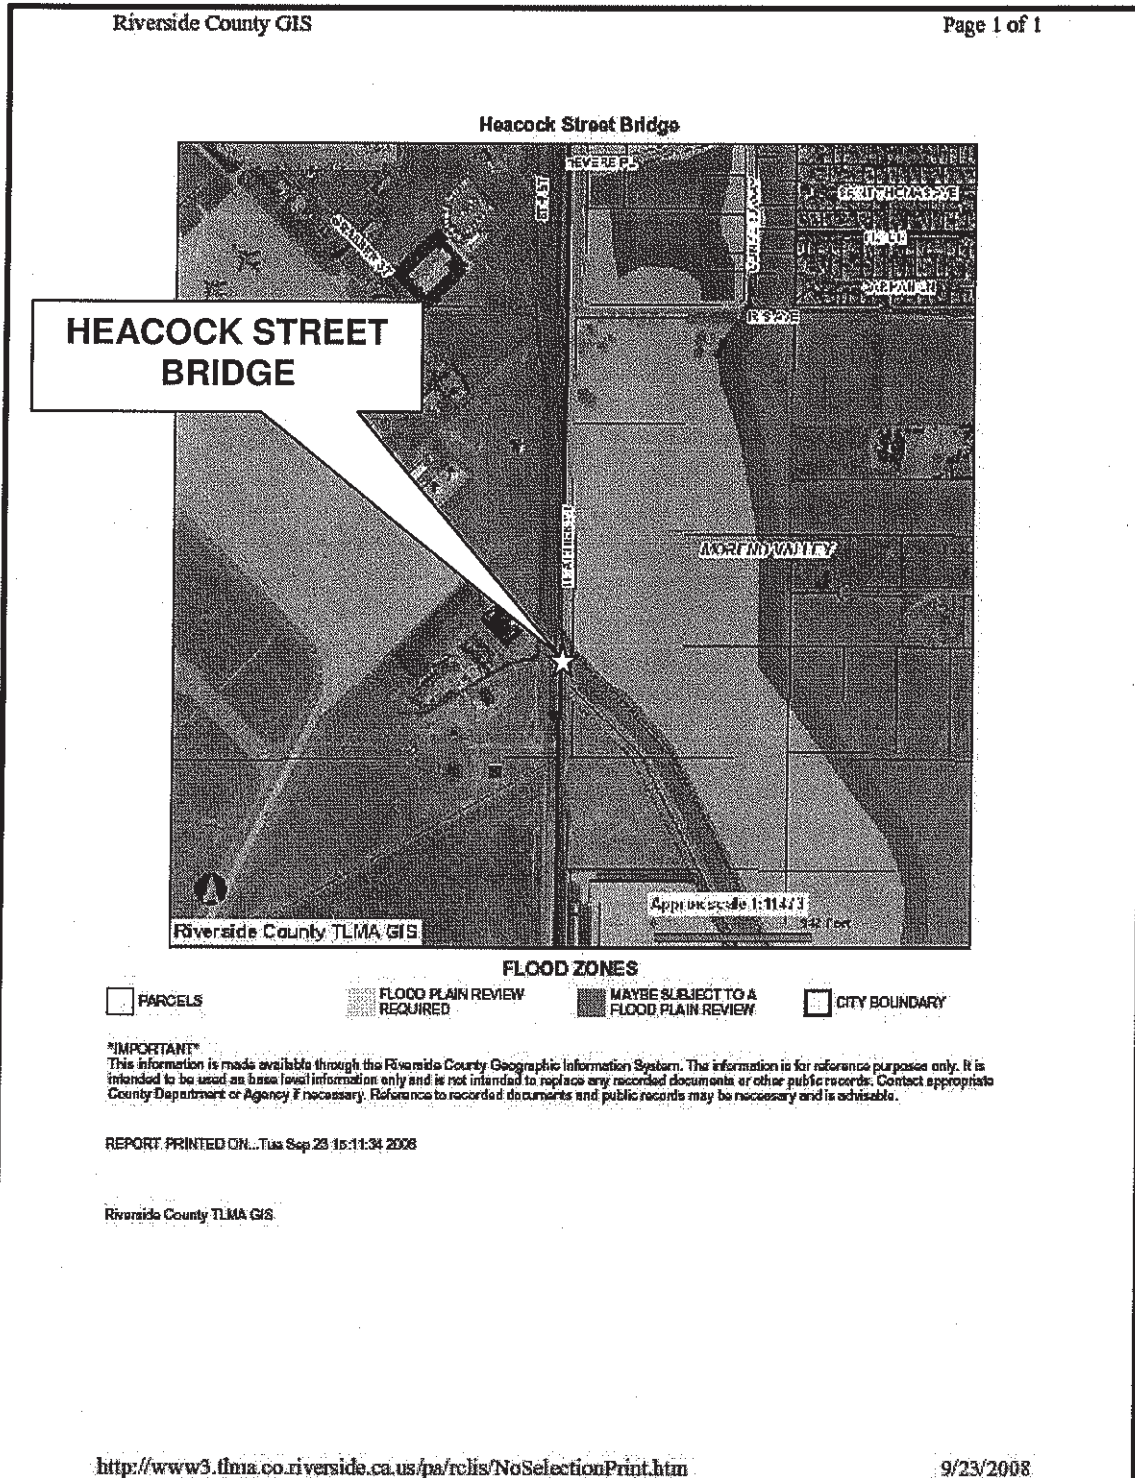 Riverside County GIS
Page 1 of 1
Heacock Street Bridge
HEACOCK STREET
BRIDGE
REVERE PL
MORENO VALLEY
Approx scale 1:11473
Riverside County TLMA GIS
FLOOD ZONES
PARCELS
FLOOD PLAIN REVIEW
REQUIRED
MAYBE SUBJECT TO A
FLOOD PLAIN REVIEW
CITY BOUNDARY
*IMPORTANT*
This information is made available through the Riverside County Geographic Information System. The information is for reference purposes only. It is
intended to be used as base level information only and is not intended to replace any recorded documents or other public records. Contact appropriate
County Department or Agency if necessary. Reference to recorded documents and public records may be necessary and is advisable.
REPORT PRINTED ON...Tue Sep 23 15:11:34 2008
Riverside County TLMA GIS
http://www3.tlma.co.riverside.ca.us/pa/rclis/NoSelectionPrint.htm
9/23/2008